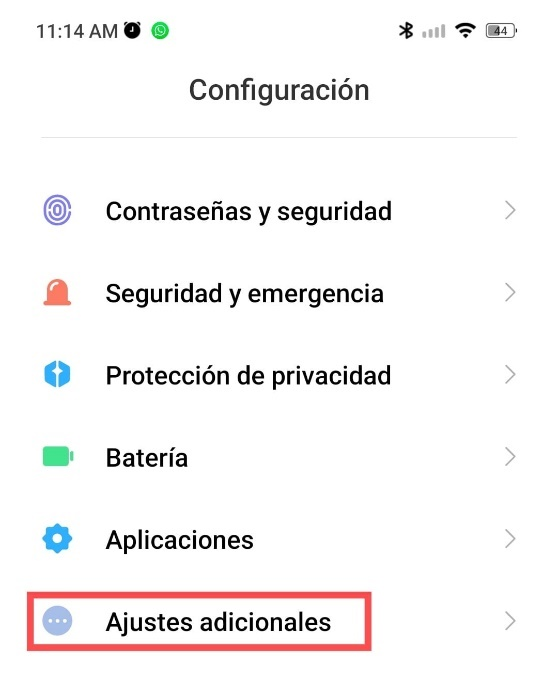 11:14 AM 44
Configuración
Contraseñas y seguridad
Seguridad y emergencia
Protección de privacidad
Batería
Aplicaciones
Ajustes adicionales